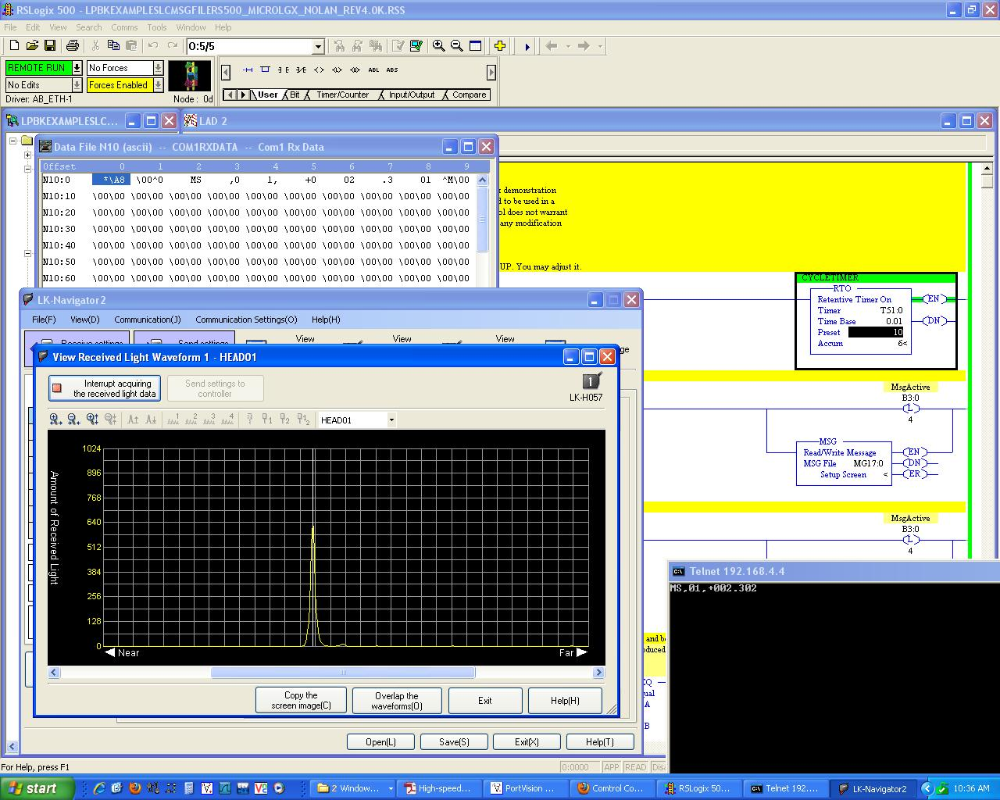 RSLogix 500 - LPBKEXAMPLESLCMSGFILERS500_MICROLGX_NOLAN_REV4.0K.RSS
File Edit View Search Comms Tools Window Help
O:5/5
REMOTE RUN No Forces
No Edits Forces Enabled
Driver: AB_ETH-1 Node : 0d
ABL ABS
User Bit Timer/Counter Input/Output Compare
LPBKEXAMPLESLC... LAD 2
Data File N10 (ascii) -- COM1RXDATA -- Com1 Rx Data
Offset 0 1 2 3 4 5 6 7 8 9
N10:0 *\A8 \00^0 MS ,0 1, +0 02 .3 01 ^M\00
N10:10 \00\00 \00\00 \00\00 \00\00 \00\00 \00\00 \00\00 \00\00 \00\00 \00\00
N10:20 \00\00 \00\00 \00\00 \00\00 \00\00 \00\00 \00\00 \00\00 \00\00 \00\00
N10:30 \00\00 \00\00 \00\00 \00\00 \00\00 \00\00 \00\00 \00\00 \00\00 \00\00
N10:40 \00\00 \00\00 \00\00 \00\00 \00\00 \00\00 \00\00 \00\00 \00\00 \00\00
N10:50 \00\00 \00\00 \00\00 \00\00 \00\00 \00\00 \00\00 \00\00 \00\00 \00\00
N10:60 \00\00 \00\00 \00\00 \00\00 \00\00 \00\00 \00\00 \00\00 \00\00 \00\00
demonstration
d to be used in a
ol does not warrant
any modification
UP. You may adjust it.
CYCLETIMER
RTO
Retentive Timer On EN
Timer T51:0
Time Base 0.01 DN
Preset 10
Accum 6<
MsgActive
B3:0
L
4
MSG
Read/Write Message EN
MSG File MG17:0 DN
Setup Screen < ER
MsgActive
B3:0
L
4
and be
oduced
EQ
qual
A
B
LK-Navigator2
File(F) View(D) Communication(J) Communication Settings(O) Help(H)
Receive settings Send settings View View View
View Received Light Waveform 1 - HEAD01
Interrupt acquiring
the received light data
Send settings to
controller
1
LK-H057
HEAD01
Amount of Received Light
1024
896
768
640
512
384
256
128
0
Near Far
Copy the
screen image(C)
Overlap the
waveforms(O)
Exit
Help(H)
Open(L) Save(S) Exit(X) Help(T)
Telnet 192.168.4.4
MS,01,+002.302
For Help, press F1 0:0000 APP READ Disa
start 2 Window... High-speed... PortVision ... Comtrol Co... RSLogix 50... Telnet 192.... LK-Navigator2 10:36 AM